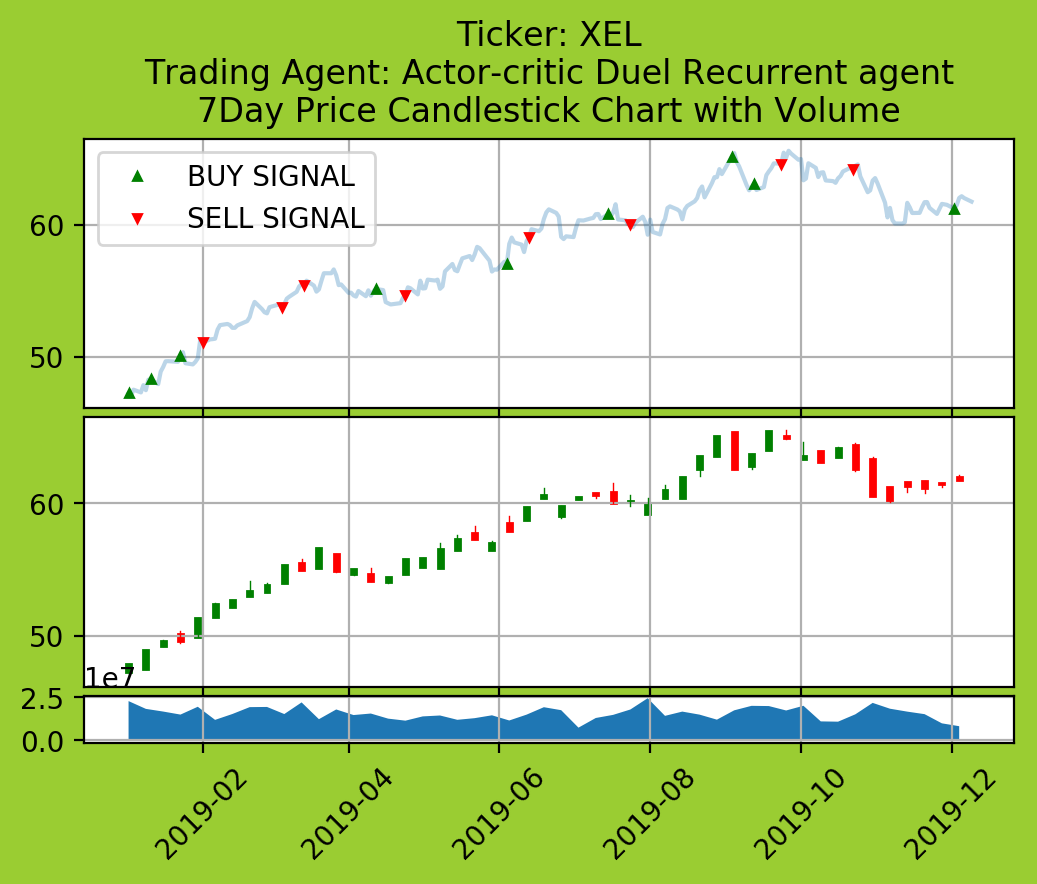 Ticker: XEL
Trading Agent: Actor-critic Duel Recurrent agent
7Day Price Candlestick Chart with Volume
BUY SIGNAL
SELL SIGNAL
60
50
60
50
1e7
2.5
0.0
2019-02
2019-04
2019-06
2019-08
2019-10
2019-12